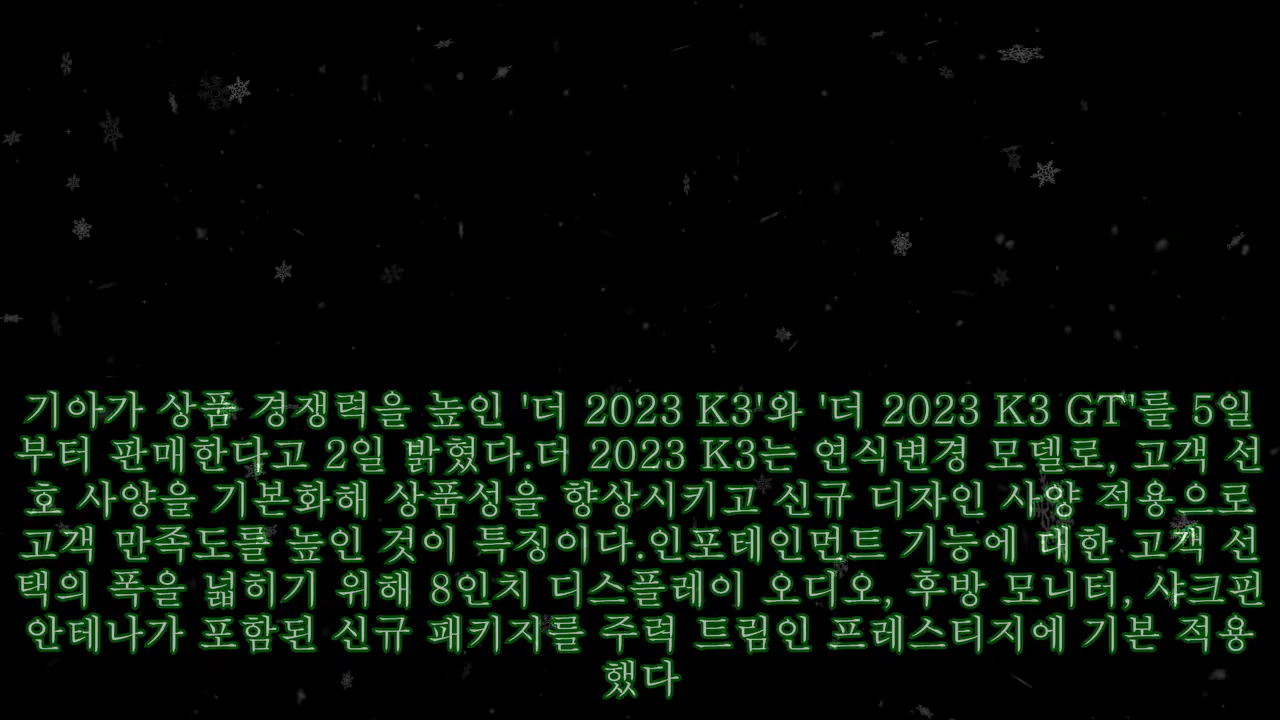 기아가 상품 경쟁력을 높인 '더 2023 K3'와 '더 2023 K3 GT'를 5일
부터 판매한다고 2일 밝혔다.더 2023 K3는 연식변경 모델로, 고객 선
호 사양을 기본화해 상품성을 향상시키고 신규 디자인 사양 적용으로
고객 만족도를 높인 것이 특징이다.인포테인먼트 기능에 대한 고객 선
택의 폭을 넓히기 위해 8인치 디스플레이 오디오, 후방 모니터, 샤크핀
안테나가 포함된 신규 패키지를 주력 트림인 프레스티지에 기본 적용
했다